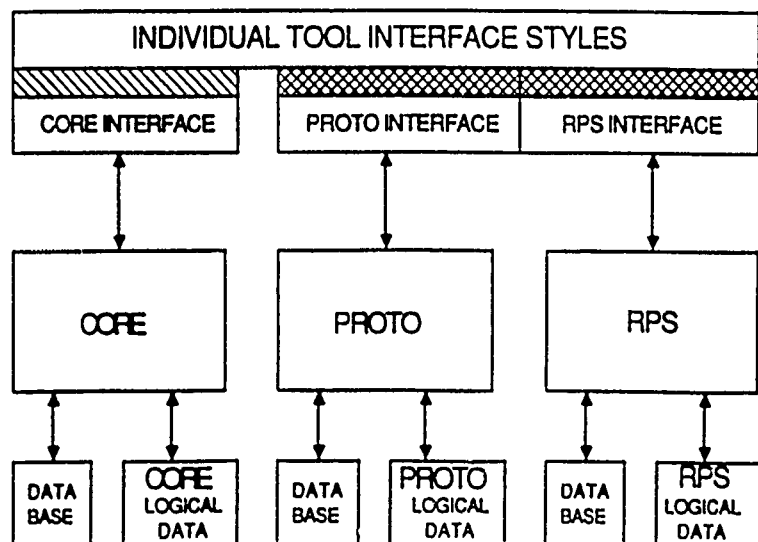 INDIVIDUAL TOOL INTERFACE STYLES
CORE INTERFACE
PROTO INTERFACE
RPS INTERFACE
CORE
PROTO
RPS
DATA
BASE
CORE
LOGICAL
DATA
DATA
BASE
PROTO
LOGICAL
DATA
DATA
BASE
RPS
LOGICAL
DATA